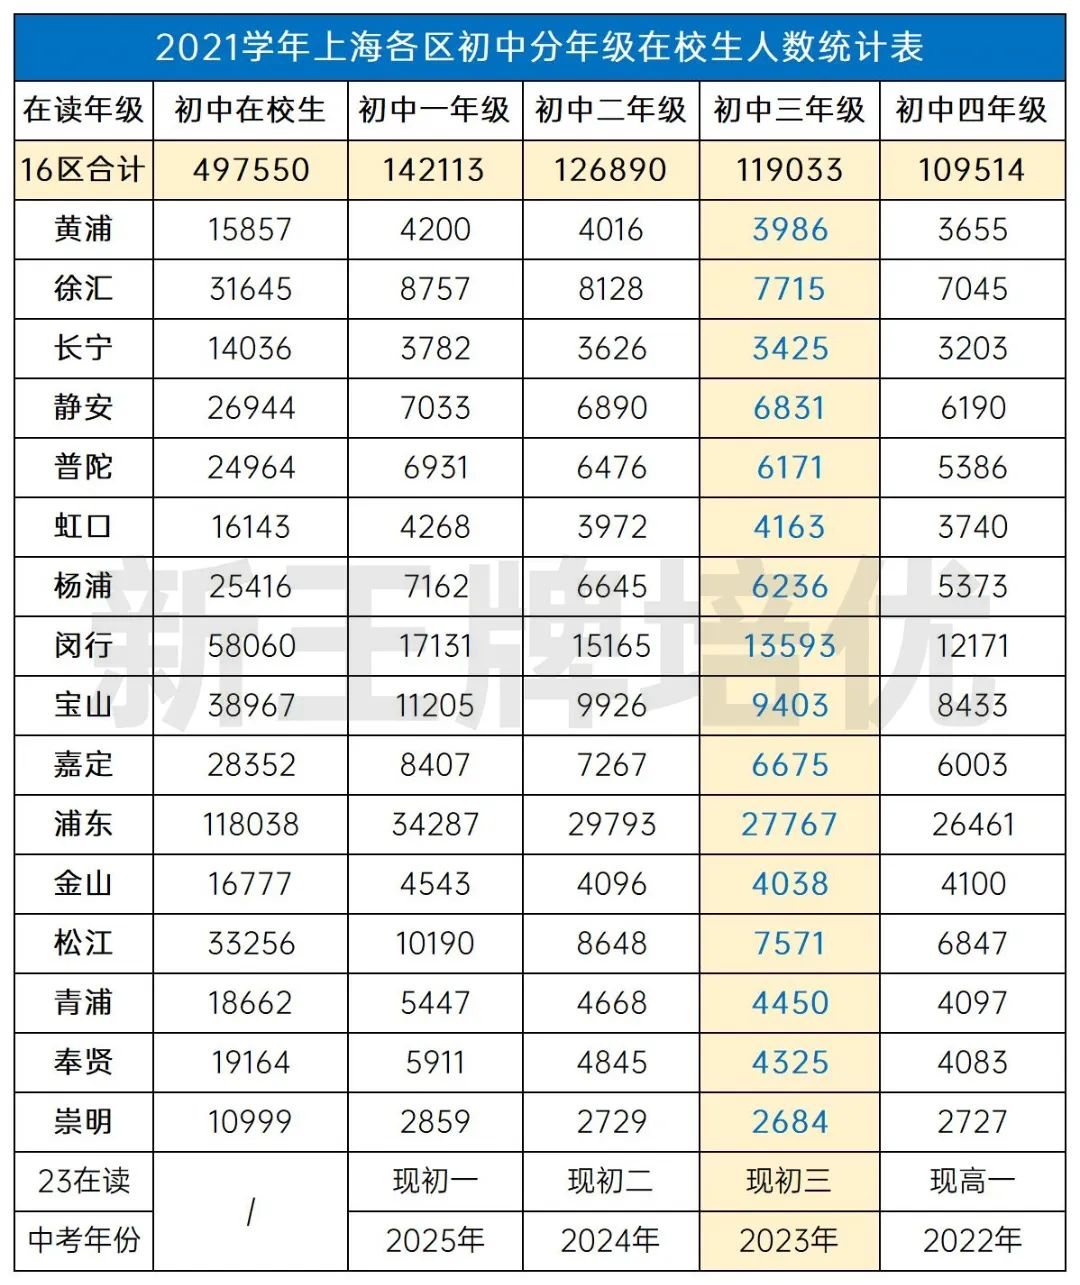 2021学年上海各区初中分年级在校生人数统计表
在读年级 初中在校生 初中一年级 初中二年级 初中三年级 初中四年级
16区合计 497550 142113 126890 119033 109514
黄浦 15857 4200 4016 3986 3655
徐汇 31645 8757 8128 7715 7045
长宁 14036 3782 3626 3425 3203
静安 26944 7033 6890 6831 6190
普陀 24964 6931 6476 6171 5386
虹口 16143 4268 3972 4163 3740
杨浦 25416 7162 6645 6236 5373
闵行 58060 17131 15165 13593 12171
宝山 38967 11205 9926 9403 8433
嘉定 28352 8407 7267 6675 6003
浦东 118038 34287 29793 27767 26461
金山 16777 4543 4096 4038 4100
松江 33256 10190 8648 7571 6847
青浦 18662 5447 4668 4450 4097
奉贤 19164 5911 4845 4325 4083
崇明 10999 2859 2729 2684 2727
23在读 / 现初一 现初二 现初三 现高一
中考年份 2025年 2024年 2023年 2022年
新王牌培优